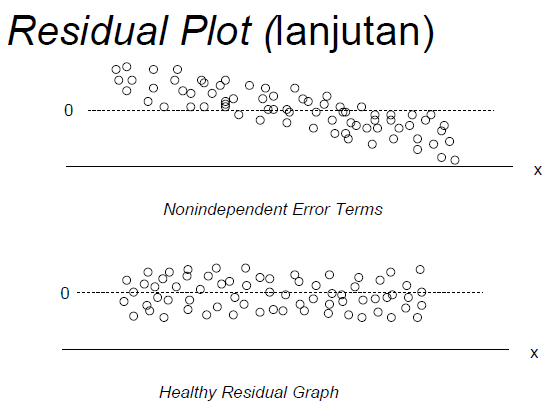 Residual Plot (lanjutan)
0
x
Nonindependent Error Terms
0
x
Healthy Residual Graph